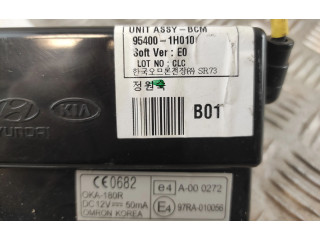 UNIT ASSY-BCM
95400-1H010
Soft Ver : E0
LOT NO : CLC
한국오므론전장㈜ SR73
정원
B01
HYUNDAI
KIA
CE0682
OKA-180R
DC 12V 50mA
OMRON KOREA
e4 A-00 0272
E4 97RA-010056